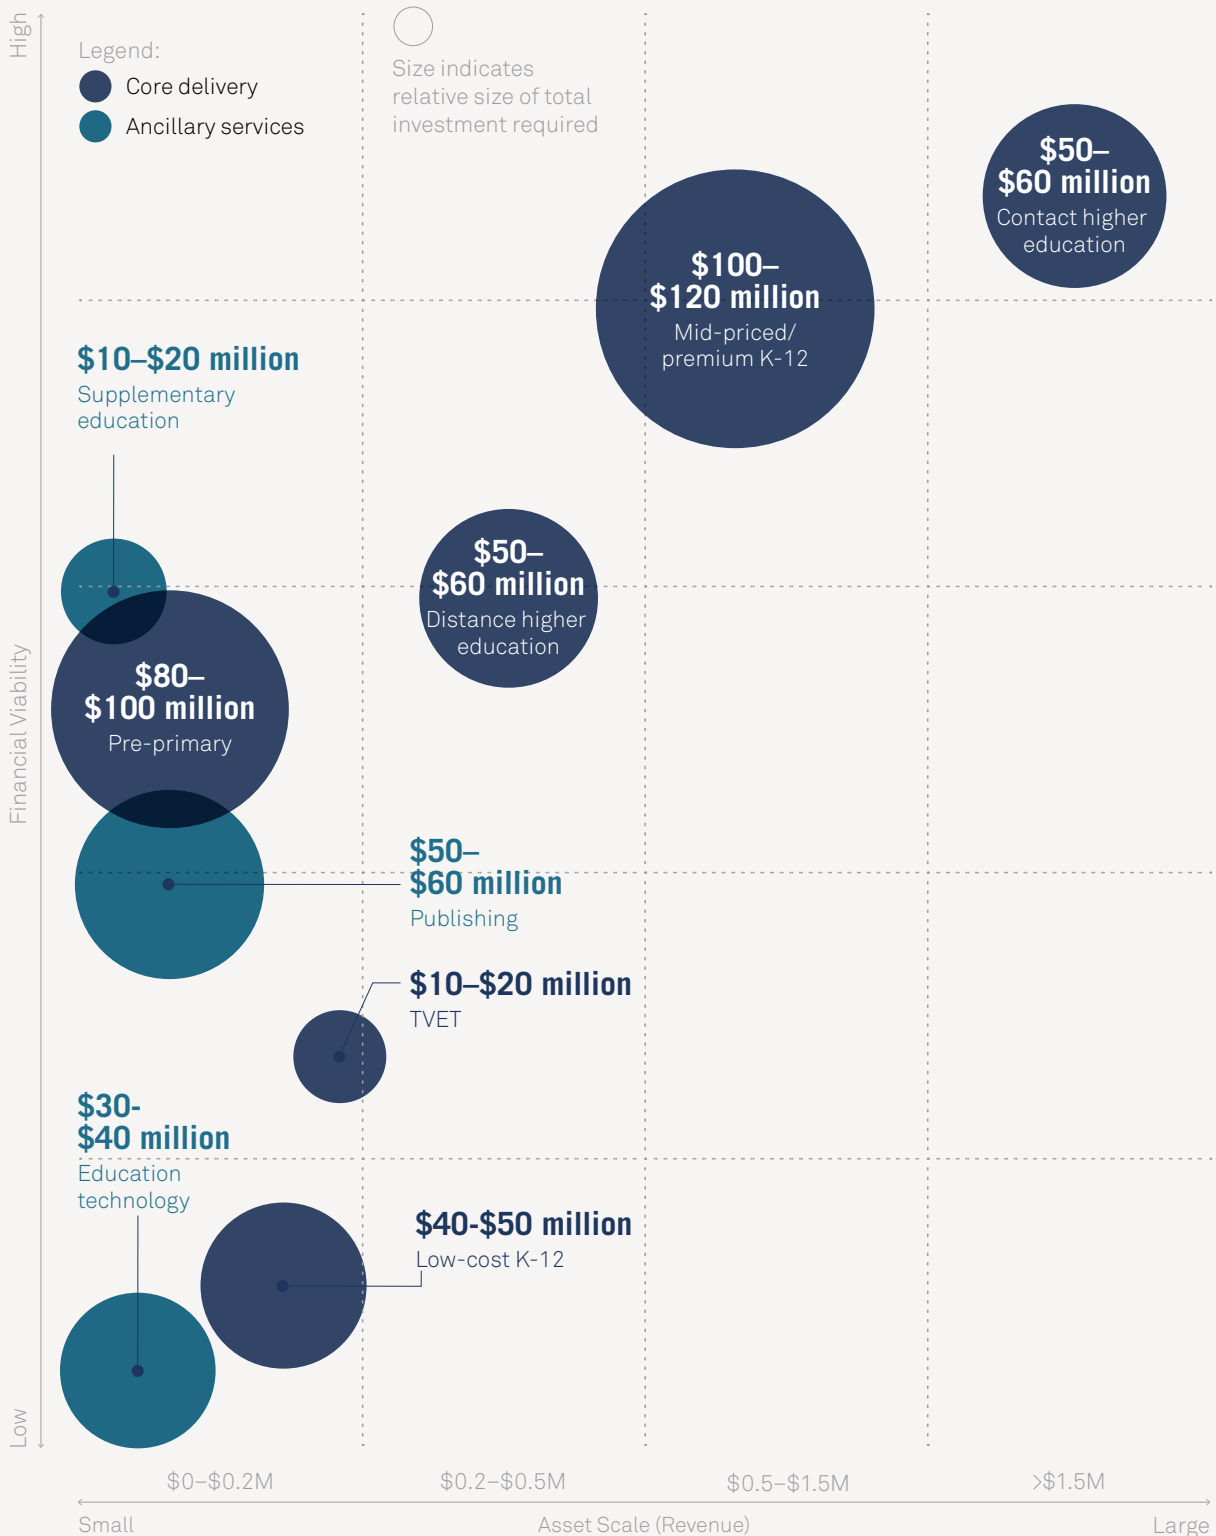 High
Legend:
Core delivery
Ancillary services
Size indicates
relative size of total
investment required
$50–
$60 million
Contact higher
education
$100–
$120 million
Mid-priced/
premium K-12
$10–$20 million
Supplementary
education
$50–
$60 million
Distance higher
education
Financial Viability
$80–
$100 million
Pre-primary
$50–
$60 million
Publishing
$10–$20 million
TVET
$30-
$40 million
Education
technology
$40-$50 million
Low-cost K-12
Low
$0–$0.2M
$0.2–$0.5M
$0.5–$1.5M
>$1.5M
Small
Asset Scale (Revenue)
Large